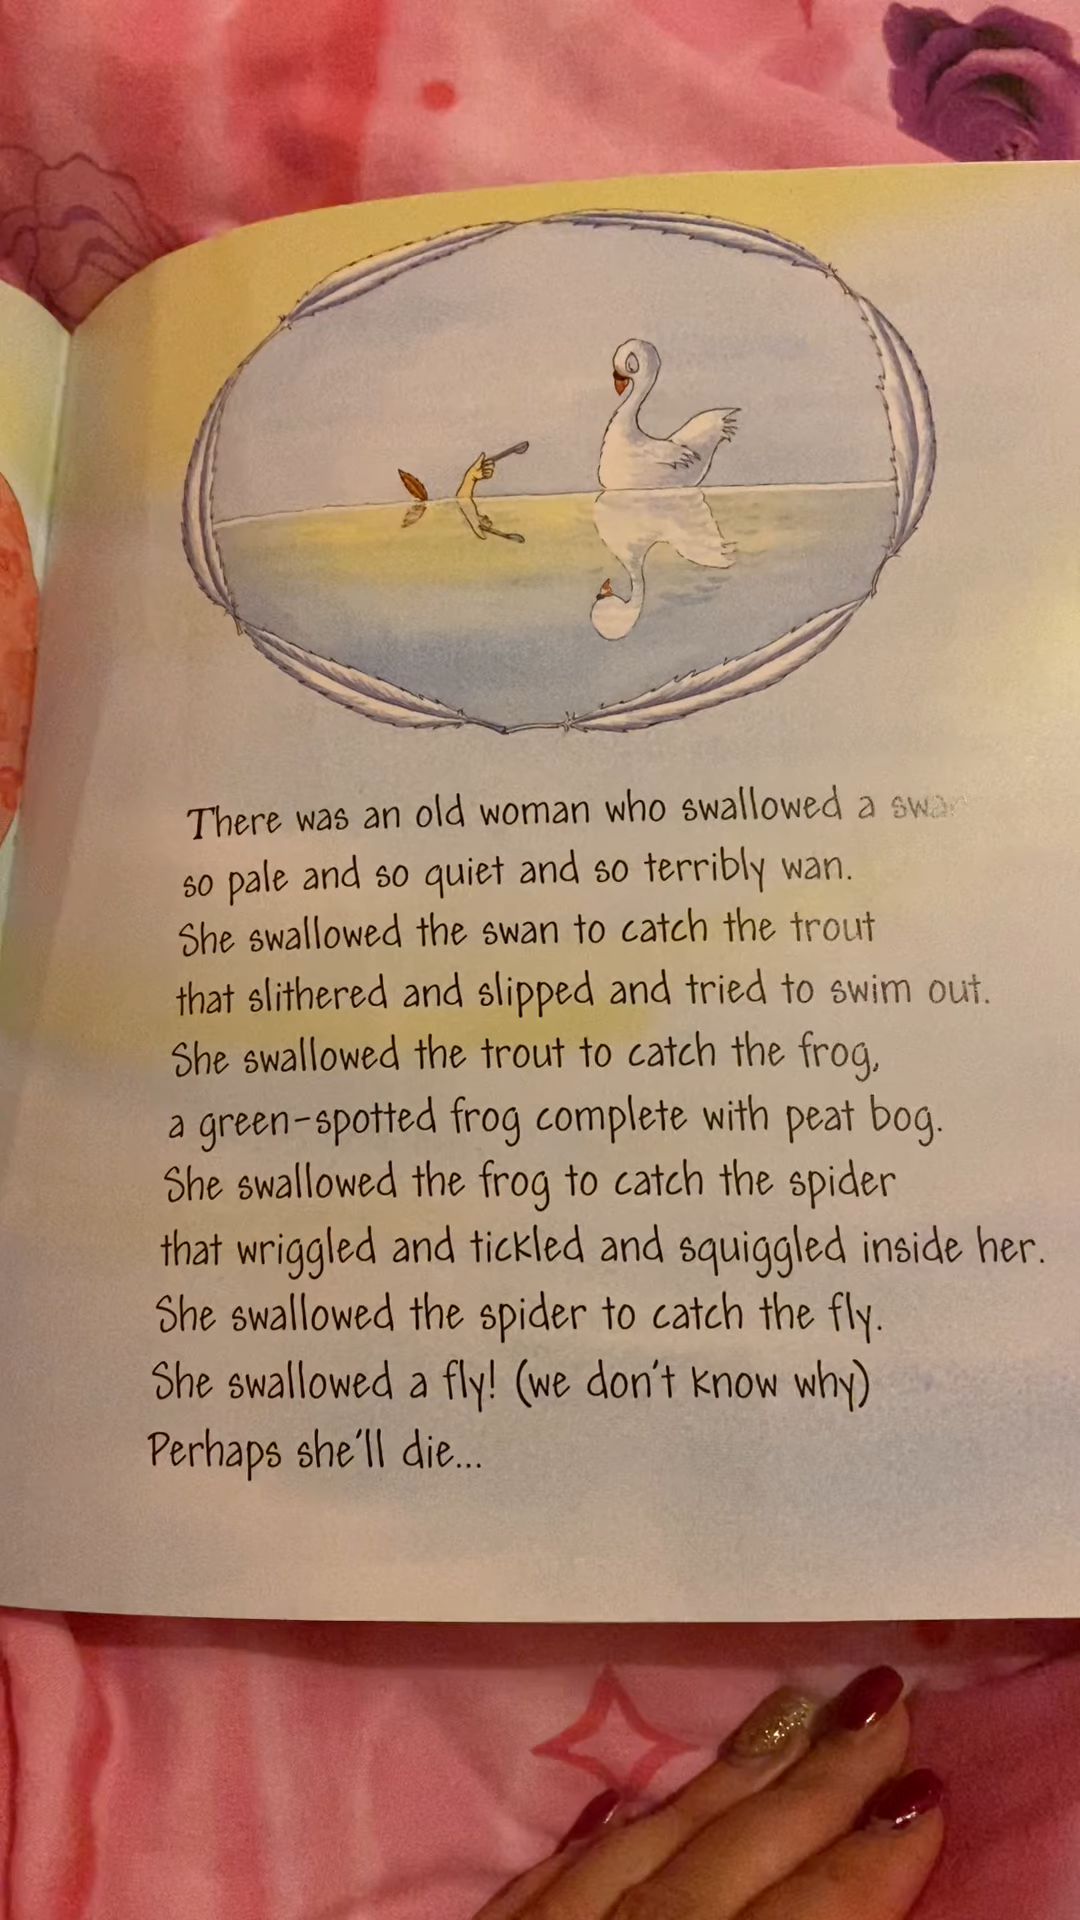 There was an old woman who swallowed a swan
so pale and so quiet and so terribly wan.
She swallowed the swan to catch the trout
that slithered and slipped and tried to swim out.
She swallowed the trout to catch the frog,
a green-spotted frog complete with peat bog.
She swallowed the frog to catch the spider
that wriggled and tickled and squiggled inside her.
She swallowed the spider to catch the fly.
She swallowed a fly! (we don't know why)
Perhaps she'll die...